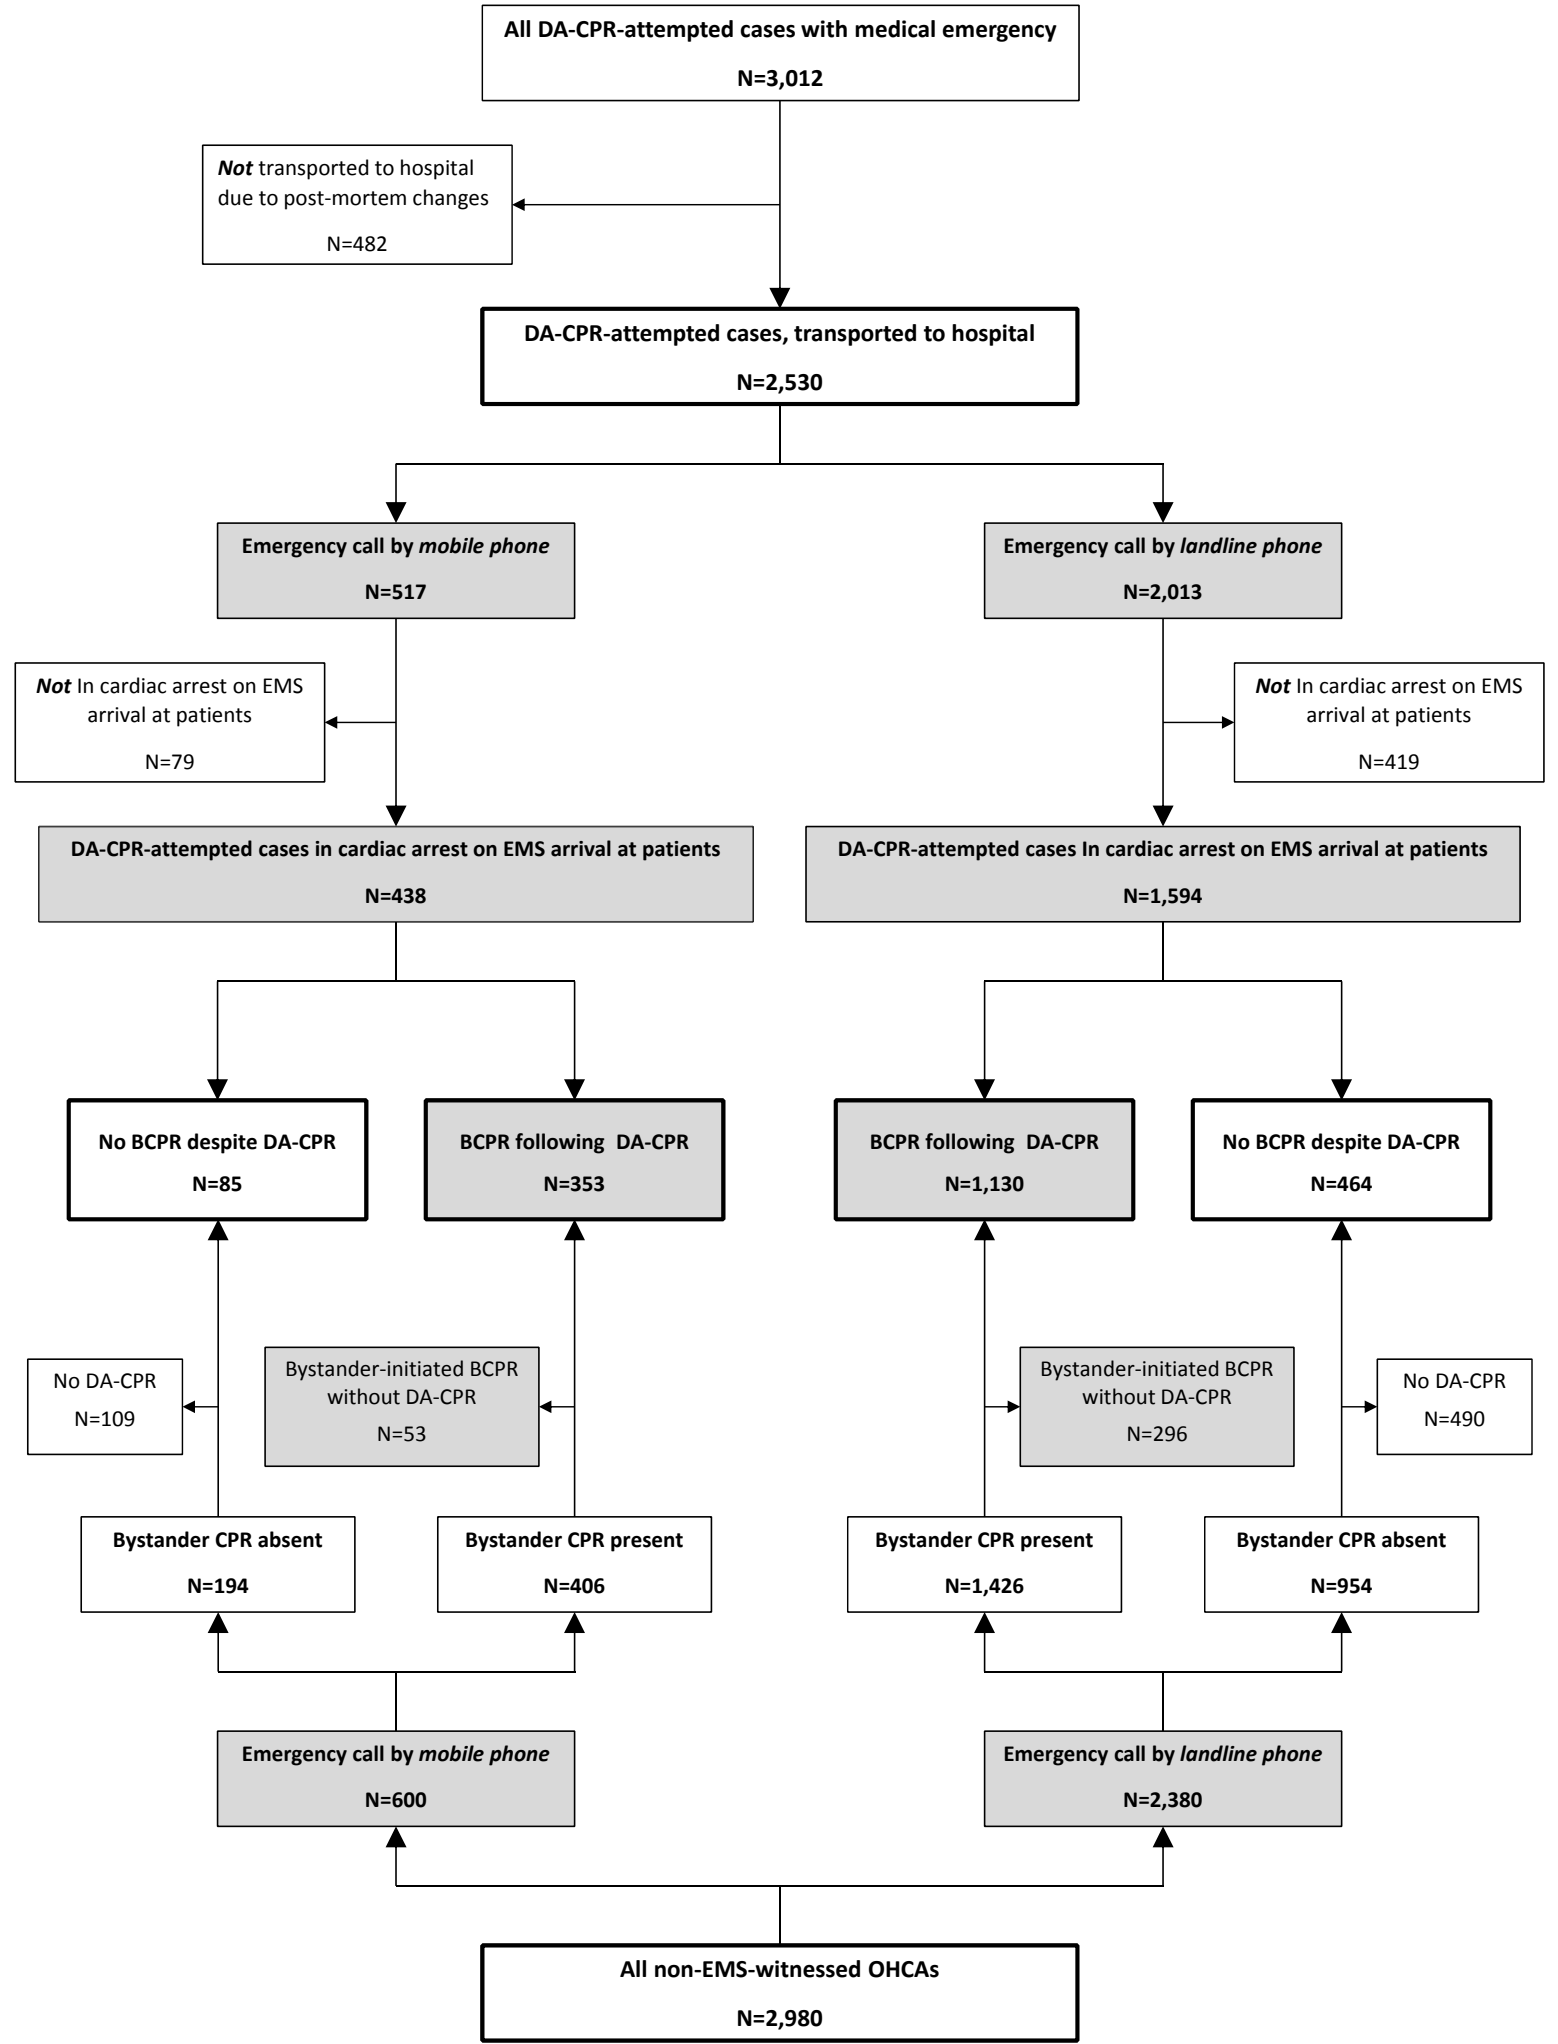 All DA-CPR-attempted cases with medical emergency
N=3,012
Not transported to hospital
due to post-mortem changes
N=482
DA-CPR-attempted cases, transported to hospital
N=2,530
Emergency call by mobile phone
N=517
Emergency call by landline phone
N=2,013
Not In cardiac arrest on EMS
arrival at patients
N=79
Not In cardiac arrest on EMS
arrival at patients
N=419
DA-CPR-attempted cases in cardiac arrest on EMS arrival at patients
N=438
DA-CPR-attempted cases In cardiac arrest on EMS arrival at patients
N=1,594
No BCPR despite DA-CPR
N=85
BCPR following DA-CPR
N=353
BCPR following DA-CPR
N=1,130
No BCPR despite DA-CPR
N=464
No DA-CPR
N=109
Bystander-initiated BCPR
without DA-CPR
N=53
Bystander-initiated BCPR
without DA-CPR
N=296
No DA-CPR
N=490
Bystander CPR absent
N=194
Bystander CPR present
N=406
Bystander CPR present
N=1,426
Bystander CPR absent
N=954
Emergency call by mobile phone
N=600
Emergency call by landline phone
N=2,380
All non-EMS-witnessed OHCAs
N=2,980